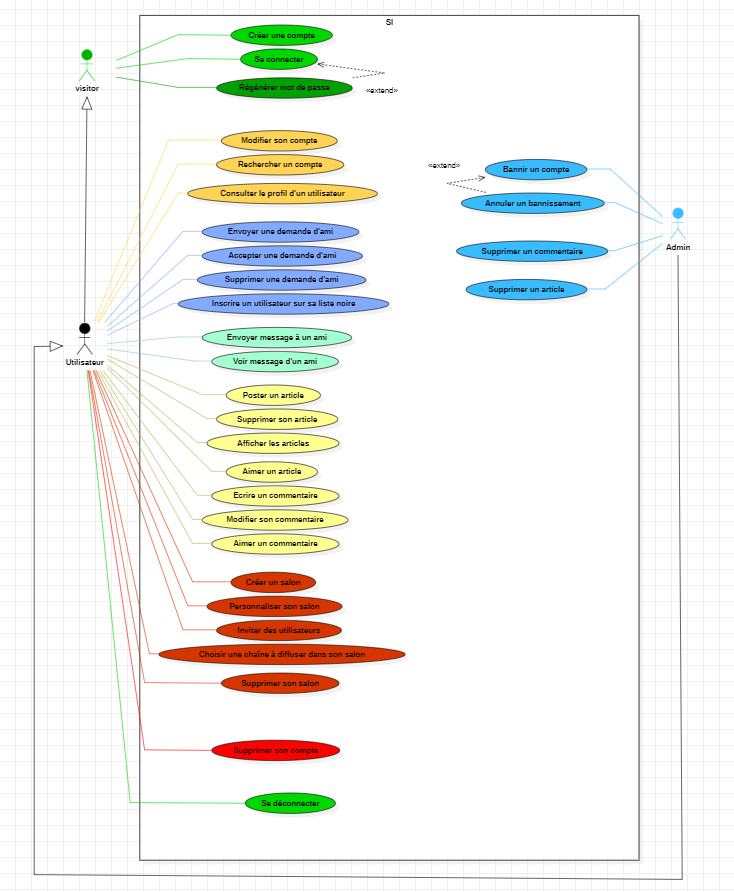 SI
Créer une compte
Se connecter
Régénérer mot de passe
«extend»
visitor
Modifier son compte
Rechercher un compte
Consulter le profil d'un utilisateur
«extend»
Bannir un compte
Annuler un bannissement
Supprimer un commentaire
Supprimer un article
Admin
Envoyer une demande d'ami
Accepter une demande d'ami
Supprimer une demande d'ami
Inscrire un utilisateur sur sa liste noire
Utilisateur
Envoyer message à un ami
Voir message d'un ami
Poster un article
Supprimer son article
Afficher les articles
Aimer un article
Ecrire un commentaire
Modifier son commentaire
Aimer un commentaire
Créer un salon
Personnaliser son salon
Inviter des utilisateurs
Choisir une chaîne à diffuser dans son salon
Supprimer son salon
Supprimer son compte
Se déconnecter